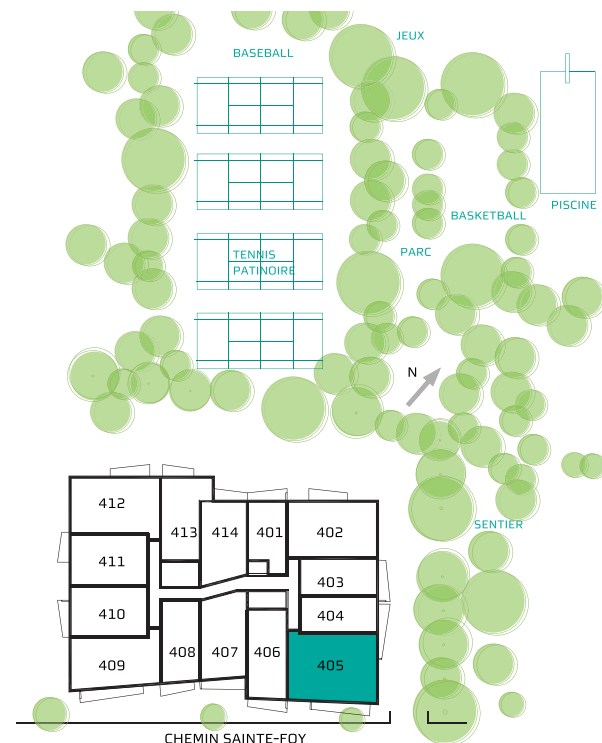 JEUX
BASEBALL
PISCINE
BASKETBALL
TENNIS
PATINOIRE
PARC
N
412
413
414
401
402
411
403
410
404
409
408
407
406
405
SENTIER
CHEMIN SAINTE-FOY